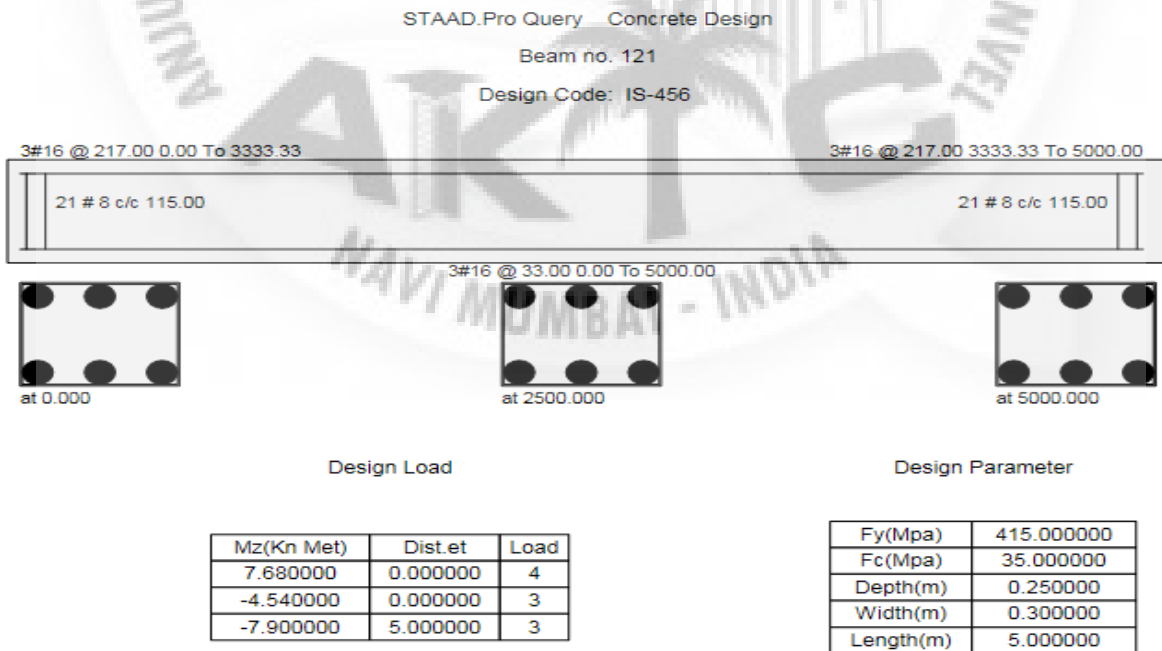 STAAD.Pro Query Concrete Design
Beam no. 121
Design Code: IS-456
3#16 @ 217.00 0.00 To 3333.33
3#16 @ 217.00 3333.33 To 5000.00
21 # 8 c/c 115.00
21 # 8 c/c 115.00
3#16 @ 33.00 0.00 To 5000.00
at 0.000
at 2500.000
at 5000.000
Design Load
Design Parameter
Mz(Kn Met) Dist.et Load
7.680000 0.000000 4
-4.540000 0.000000 3
-7.900000 5.000000 3
Fy(Mpa) 415.000000
Fc(Mpa) 35.000000
Depth(m) 0.250000
Width(m) 0.300000
Length(m) 5.000000
AKTC
NAVI MUMBAI - INDIA